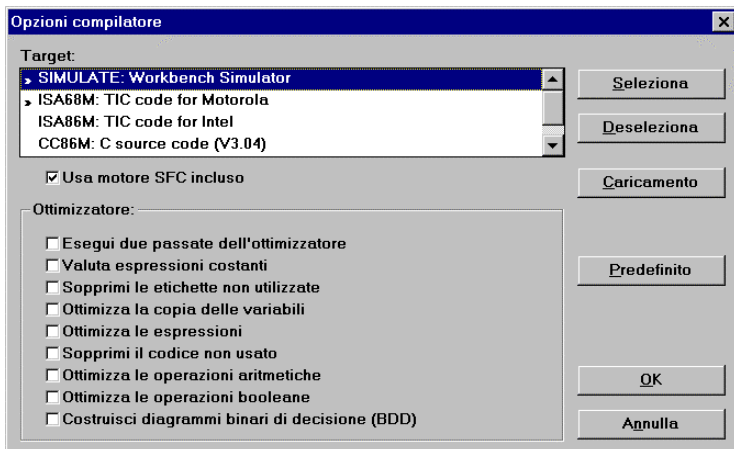 Opzioni compilatore
Target:
» SIMULATE: Workbench Simulator
» ISA68M: TIC code for Motorola
ISA86M: TIC code for Intel
CC86M: C source code (V3.04)
Usa motore SFC incluso
Ottimizzatore:
Esegui due passate dell'ottimizzatore
Valuta espressioni costanti
Sopprimi le etichette non utilizzate
Ottimizza la copia delle variabili
Ottimizza le espressioni
Sopprimi il codice non usato
Ottimizza le operazioni aritmetiche
Ottimizza le operazioni booleane
Costruisci diagrammi binari di decisione (BDD)
Seleziona
Deseleziona
Caricamento
Predefinito
OK
Annulla